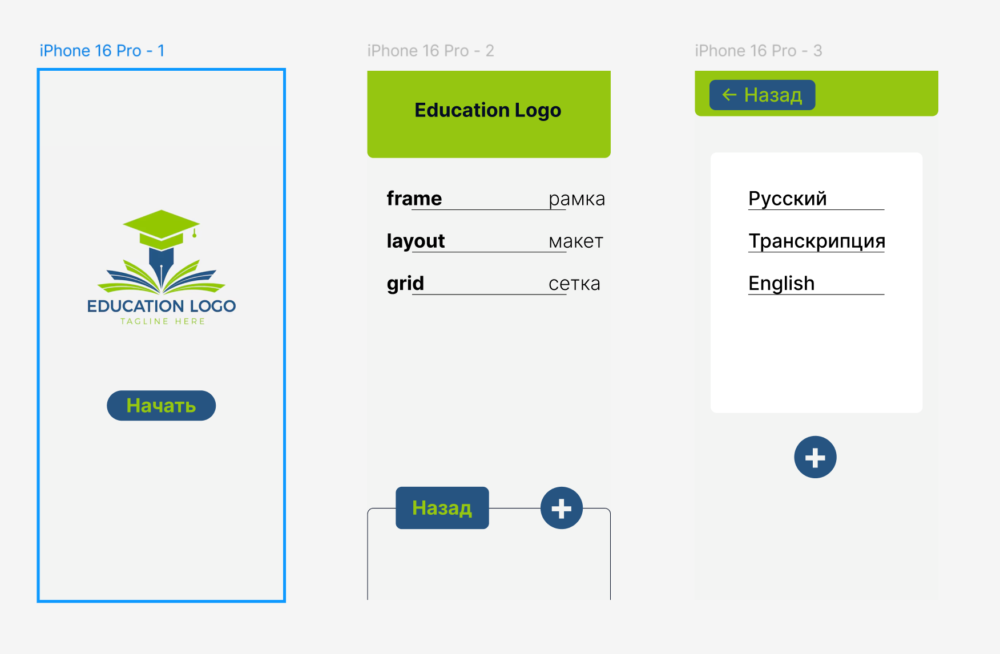 iPhone 16 Pro - 1
EDUCATION LOGO
TAGLINE HERE
Начать
iPhone 16 Pro - 2
Education Logo
frame рамка
layout макет
grid сетка
Назад
iPhone 16 Pro - 3
← Назад
Русский
Транскрипция
English